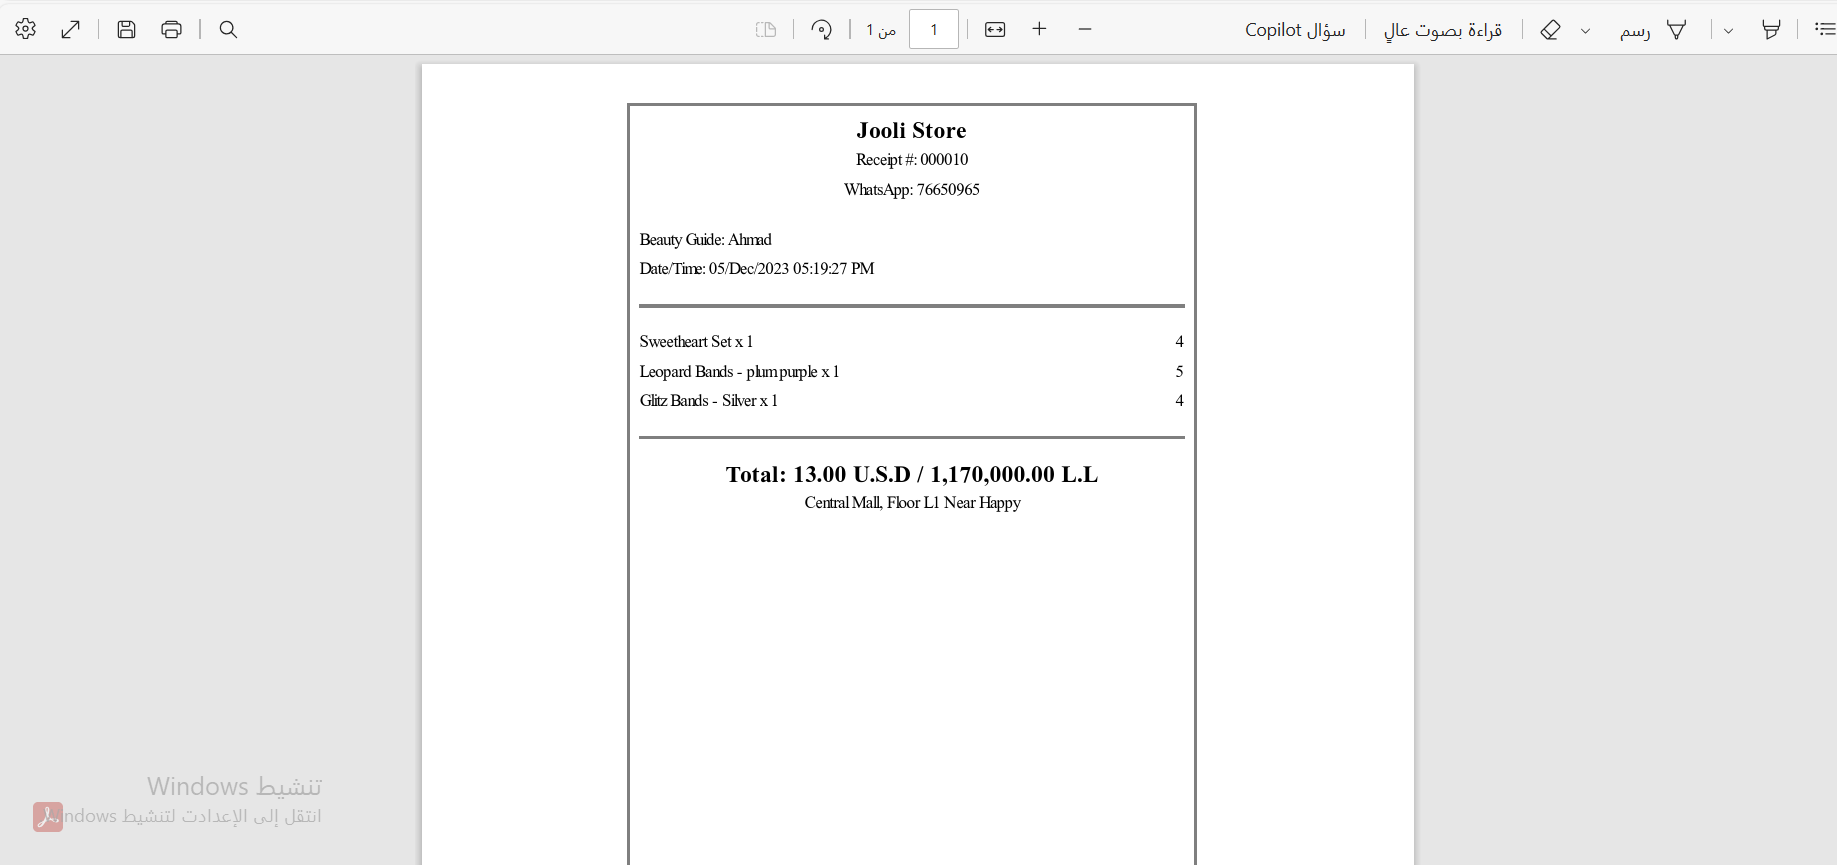 من 1
1
سؤال Copilot
قراءة بصوت عالٍ
رسم
Jooli Store
Receipt #: 000010
WhatsApp: 76650965
Beauty Guide: Ahmad
Date/Time: 05/Dec/2023 05:19:27 PM
Sweetheart Set x 1 4
Leopard Bands - plum purple x 1 5
Glitz Bands - Silver x 1 4
Total: 13.00 U.S.D / 1,170,000.00 L.L
Central Mall, Floor L1 Near Happy
تنشيط Windows
انتقل إلى الإعدادت لتنشيط ndows